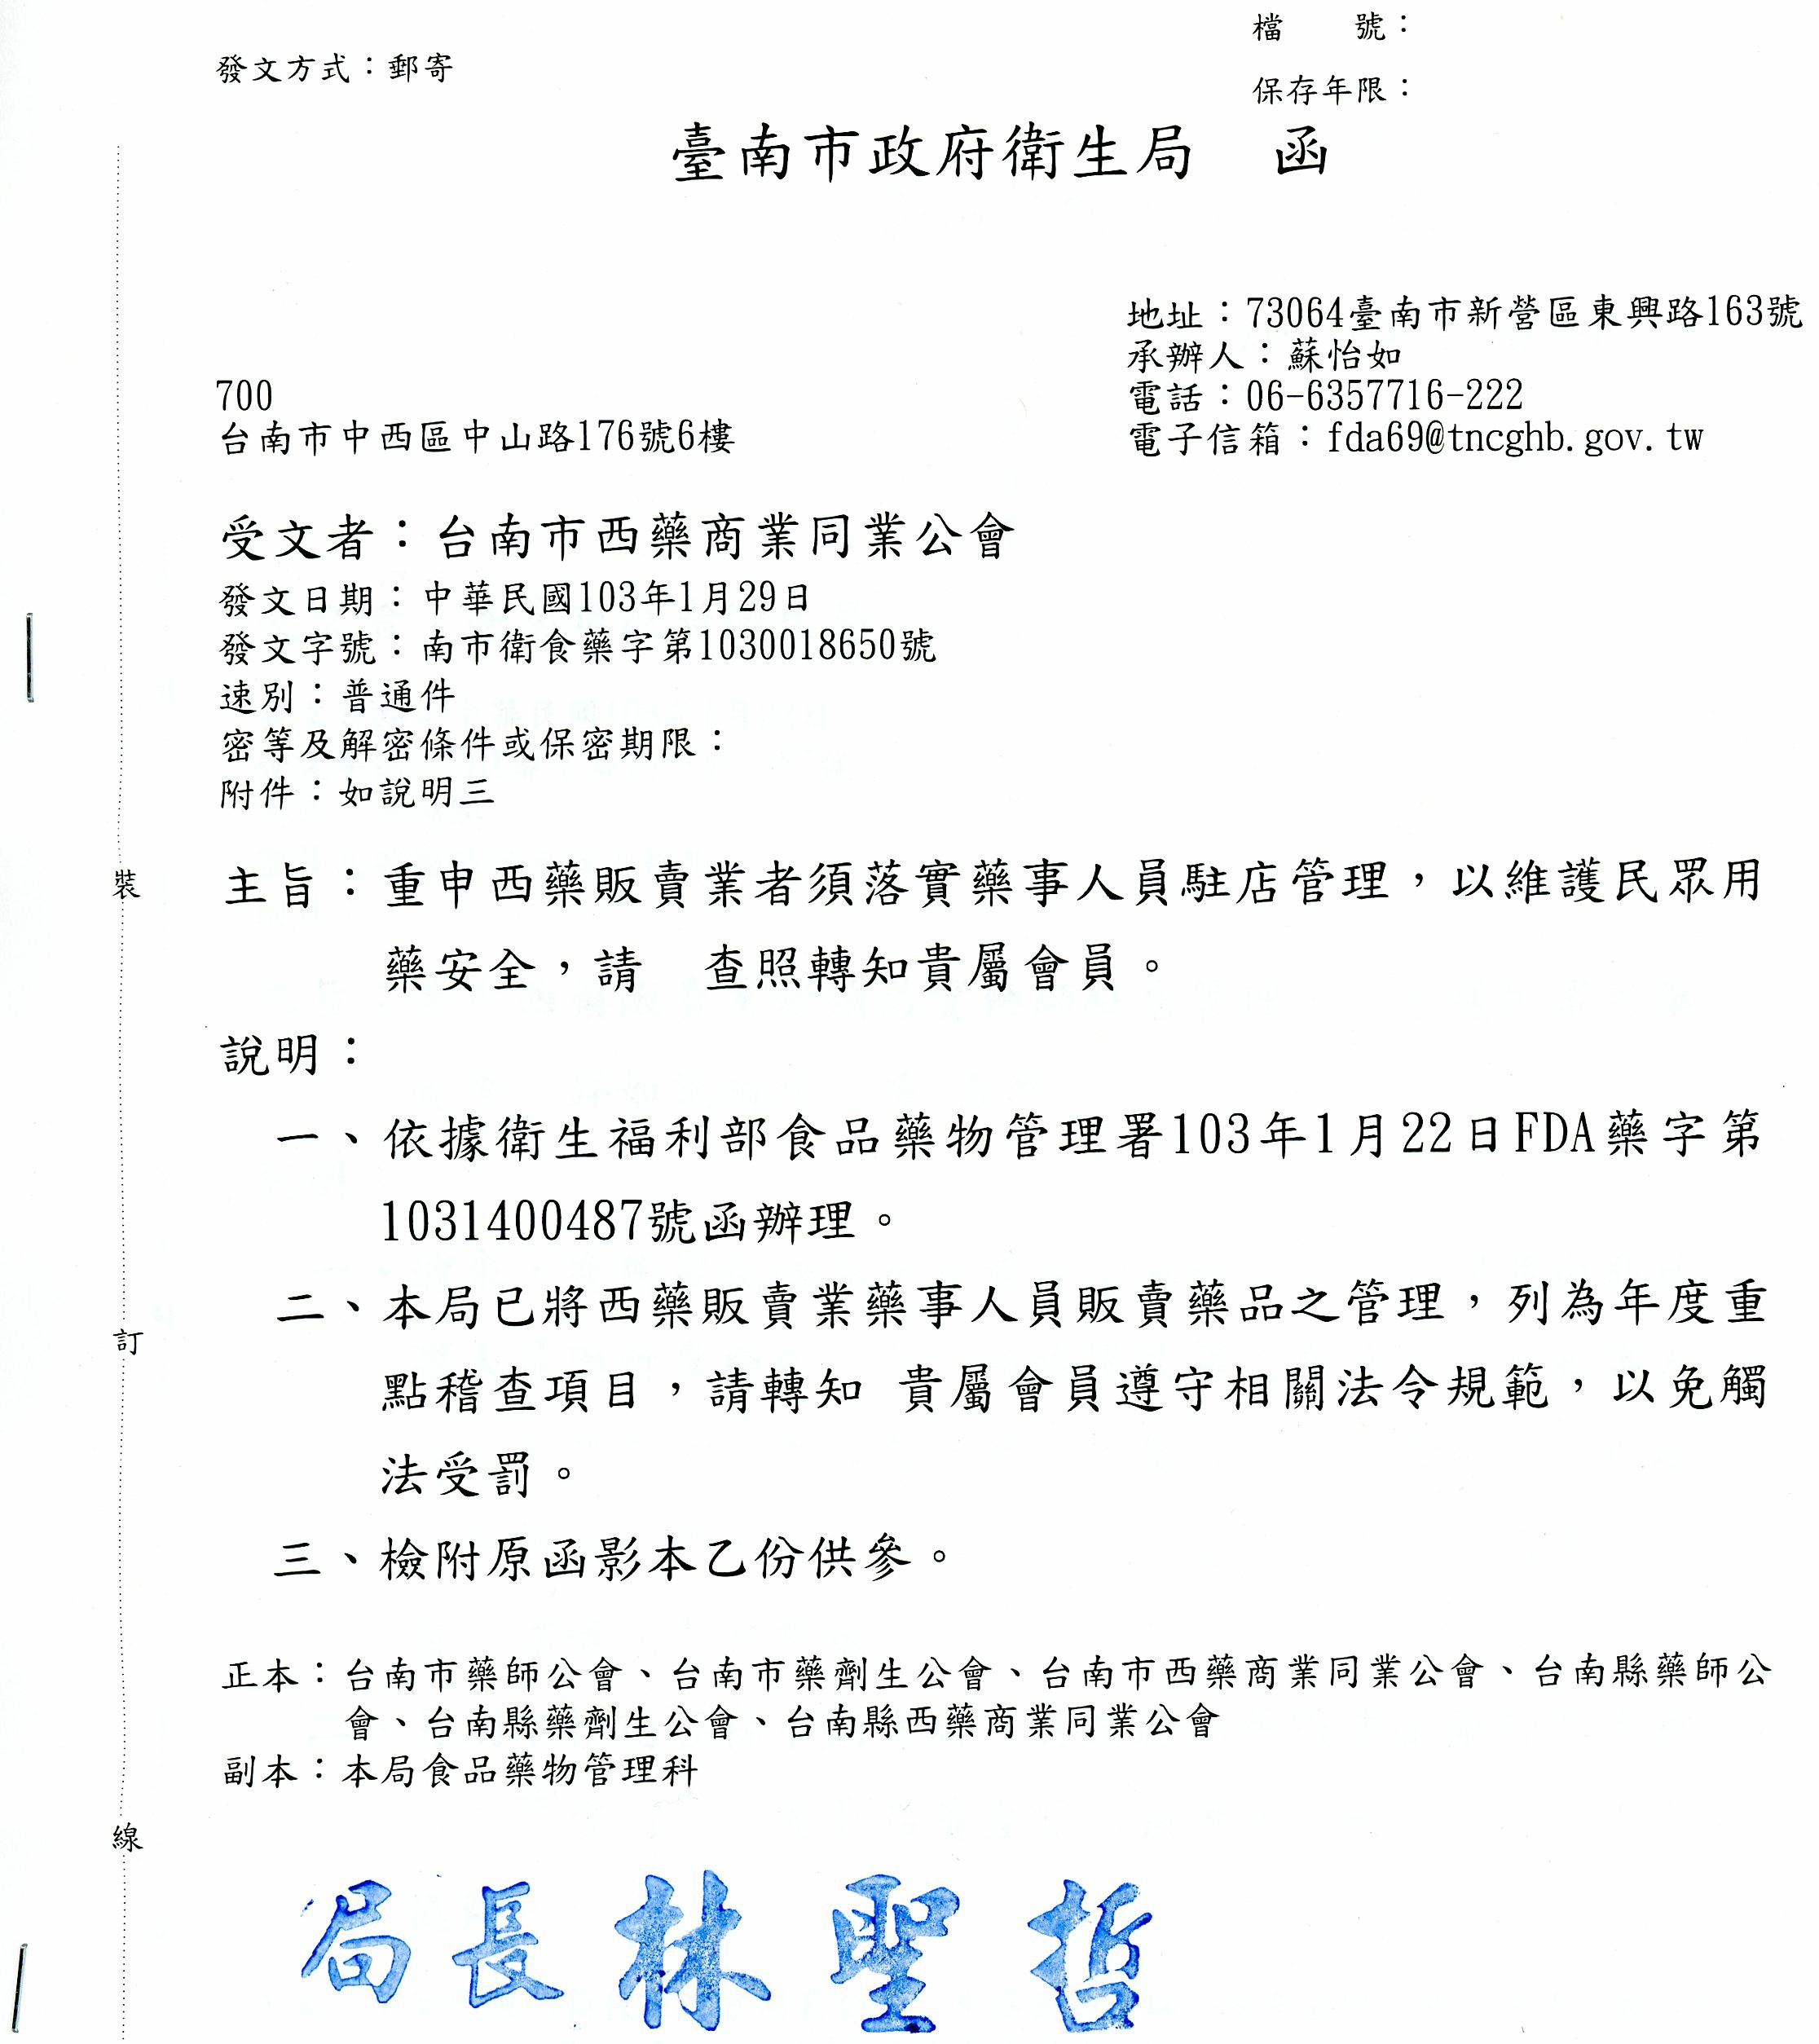 檔　　號：
發文方式：郵寄
保存年限：
臺南市政府衛生局　函
地址：73064臺南市新營區東興路163號
承辦人：蘇怡如
電話：06-6357716-222
電子信箱：fda69@tncghb.gov.tw
700
台南市中西區中山路176號6樓
受文者：台南市西藥商業同業公會
發文日期：中華民國103年1月29日
發文字號：南市衛食藥字第1030018650號
速別：普通件
密等及解密條件或保密期限：
附件：如說明三
主旨：重申西藥販賣業者須落實藥事人員駐店管理，以維護民眾用
藥安全，請　查照轉知貴屬會員。
說明：
一、依據衛生福利部食品藥物管理署103年1月22日FDA藥字第
1031400487號函辦理。
二、本局已將西藥販賣業藥事人員販賣藥品之管理，列為年度重
點稽查項目，請轉知 貴屬會員遵守相關法令規範，以免觸
法受罰。
三、檢附原函影本乙份供參。
正本：台南市藥師公會、台南市藥劑生公會、台南市西藥商業同業公會、台南縣藥師公
會、台南縣藥劑生公會、台南縣西藥商業同業公會
副本：本局食品藥物管理科
裝
訂
線
局長林聖哲